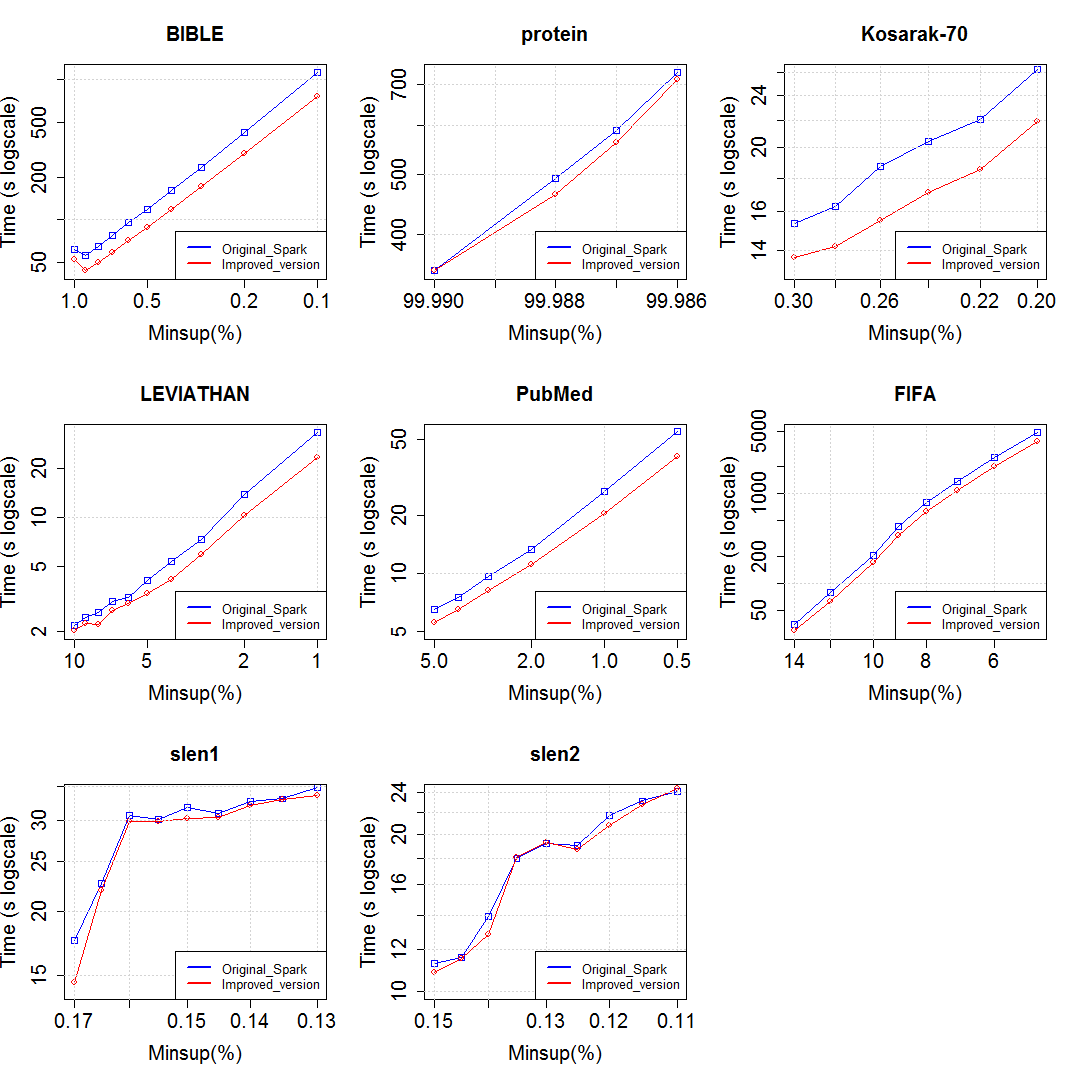 BIBLE
Time (s logscale)
500
200
50
1.0 0.5 0.2 0.1
Minsup(%)
Original_Spark
Improved_version
protein
Time (s logscale)
700
500
400
99.990 99.988 99.986
Minsup(%)
Original_Spark
Improved_version
Kosarak-70
Time (s logscale)
24
20
16
14
0.30 0.26 0.22 0.20
Minsup(%)
Original_Spark
Improved_version
LEVIATHAN
Time (s logscale)
20
10
5
2
10 5 2 1
Minsup(%)
Original_Spark
Improved_version
PubMed
Time (s logscale)
50
20
10
5
5.0 2.0 1.0 0.5
Minsup(%)
Original_Spark
Improved_version
FIFA
Time (s logscale)
5000
1000
200
50
14 10 8 6
Minsup(%)
Original_Spark
Improved_version
slen1
Time (s logscale)
30
25
20
15
0.17 0.15 0.14 0.13
Minsup(%)
Original_Spark
Improved_version
slen2
Time (s logscale)
24
20
16
12
10
0.15 0.13 0.12 0.11
Minsup(%)
Original_Spark
Improved_version